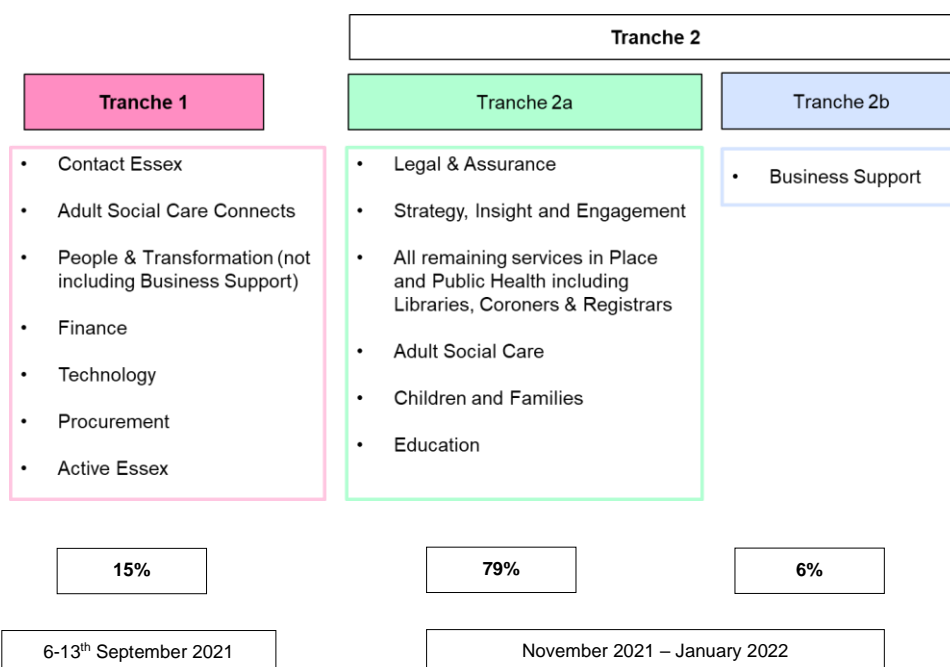 Tranche 2
Tranche 1
Tranche 2a
Tranche 2b
• Contact Essex
• Adult Social Care Connects
• People & Transformation (not
including Business Support)
• Finance
• Technology
• Procurement
• Active Essex
• Legal & Assurance
• Strategy, Insight and Engagement
• All remaining services in Place
and Public Health including
Libraries, Coroners & Registrars
• Adult Social Care
• Children and Families
• Education
• Business Support
15%
79%
6%
6-13th September 2021
November 2021 – January 2022